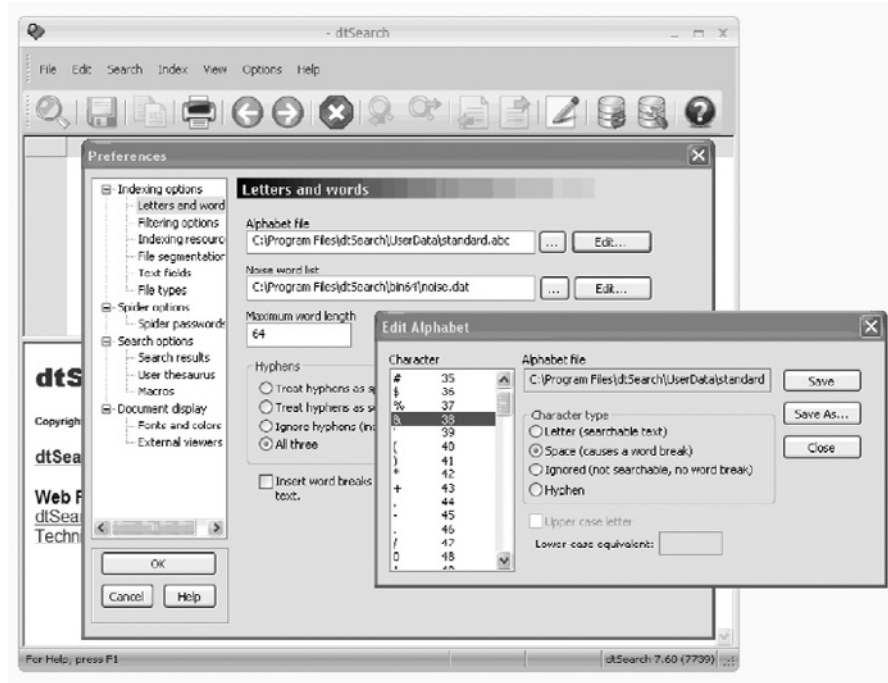 - dtSearch
File Edit Search Index View Options Help
Preferences
Indexing options
Letters and word
Filtering options
Indexing resourc
File segmentation
Text fields
File types
Spider options
Spider passwords
Search options
Search results
User thesaurus
Macros
Document display
Fonts and colors
External viewers
OK
Cancel Help
Letters and words
Alphabet file
C:\Program Files\dtSearch\UserData\standard.abc ... Edit...
Noise word list
C:\Program Files\dtSearch\bin64\noise.dat ... Edit...
Maximum word length
64
Hyphens
Treat hyphens as s
Treat hyphens as s
Ignore hyphens (in
All three
Insert word breaks
text.
Edit Alphabet
Character
# 35
$ 36
% 37
& 38
' 39
( 40
) 41
* 42
+ 43
, 44
- 45
. 46
/ 47
0 48
Alphabet file
C:\Program Files\dtSearch\UserData\standard
Character type
Letter (searchable text)
Space (causes a word break)
Ignored (not searchable, no word break)
Hyphen
Upper case letter
Lower-case equivalent:
Save
Save As...
Close
dtS
Copyright
dtSea
Web F
dtSear
Techni
For Help, press F1
dtSearch 7.60 (7739)